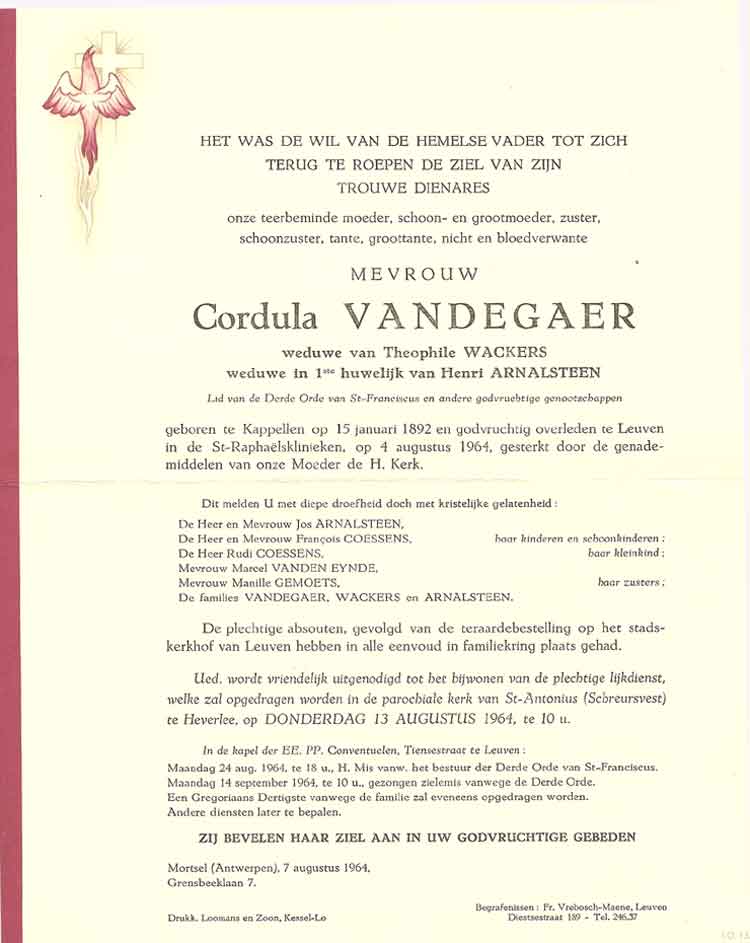 HET WAS DE WIL VAN DE HEMELSE VADER TOT ZICH
TERUG TE ROEPEN DE ZIEL VAN ZIJN
TROUWE DIENARES
onze teerbeminde moeder, schoon- en grootmoeder, zuster,
schoonzuster, tante, groottante, nicht en bloedverwante
MEVROUW
Cordula VANDEGAER
weduwe van Theophile WACKERS
weduwe in 1ste huwelijk van Henri ARNALSTEEN
Lid van de Derde Orde van St-Franciscus en andere godvruchtige genootschappen
geboren te Kappellen op 15 januari 1892 en godvruchtig overleden te Leuven
in de St-Raphaëlsklinieken, op 4 augustus 1964, gesterkt door de genade-
middelen van onze Moeder de H. Kerk.
Dit melden U met diepe droefheid doch met kristelijke gelatenheid :
De Heer en Mevrouw Jos ARNALSTEEN,
De Heer en Mevrouw François COESSENS, haar kinderen en schoonkinderen ;
De Heer Rudi COESSENS, haar kleinkind ;
Mevrouw Marcel VANDEN EYNDE,
Mevrouw Manille GEMOETS, haar zusters ;
De families VANDEGAER, WACKERS en ARNALSTEEN.
De plechtige absouten, gevolgd van de teraardebestelling op het stads-
kerkhof van Leuven hebben in alle eenvoud in familiekring plaats gehad.
Ued. wordt vriendelijk uitgenodigd tot het bijwonen van de plechtige lijkdienst,
welke zal opgedragen worden in de parochiale kerk van St-Antonius (Schreursvest)
te Heverlee, op DONDERDAG 13 AUGUSTUS 1964, te 10 u.
In de kapel der EE. PP. Conventuelen, Tiensestraat te Leuven :
Maandag 24 aug. 1964, te 18 u., H. Mis vanw. het bestuur der Derde Orde van St-Franciscus.
Maandag 14 september 1964, te 10 u., gezongen zielemis vanwege de Derde Orde.
Een Gregoriaans Dertigste vanwege de familie zal eveneens opgedragen worden.
Andere diensten later te bepalen.
ZIJ BEVELEN HAAR ZIEL AAN IN UW GODVRUCHTIGE GEBEDEN
Mortsel (Antwerpen), 7 augustus 1964,
Grensbeeklaan 7.
Begrafenissen : Fr. Vrebosch-Maene, Leuven
Drukk. Loomans en Zoon, Kessel-Lo Diestsestraat 189 - Tel. 246.37